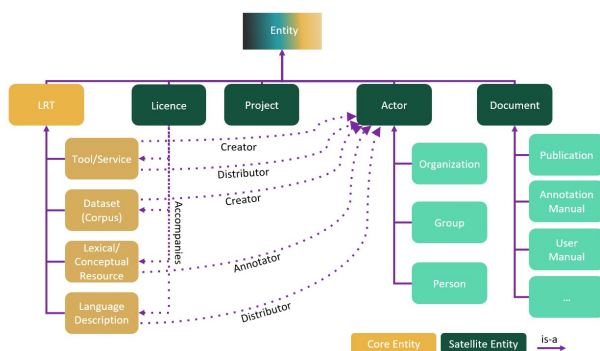 Entity
LRT
Licence
Project
Actor
Document
Tool/Service
Creator
Distributor
Dataset
(Corpus)
Creator
Accompanies
Lexical/
Conceptual
Resource
Annotator
Language
Description
Distributor
Organization
Group
Person
Publication
Annotation
Manual
User
Manual
...
Core Entity
Satellite Entity
is-a